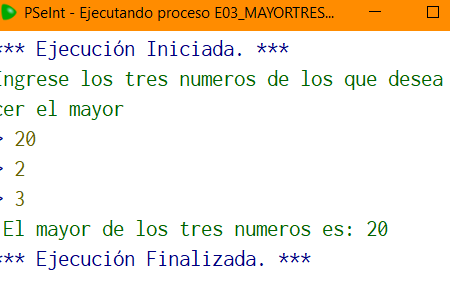 PSeInt - Ejecutando proceso E03_MAYORTRES...
*** Ejecución Iniciada. ***
Ingrese los tres numeros de los que desea
cer el mayor
> 20
> 2
> 3
El mayor de los tres numeros es: 20
*** Ejecución Finalizada. ***